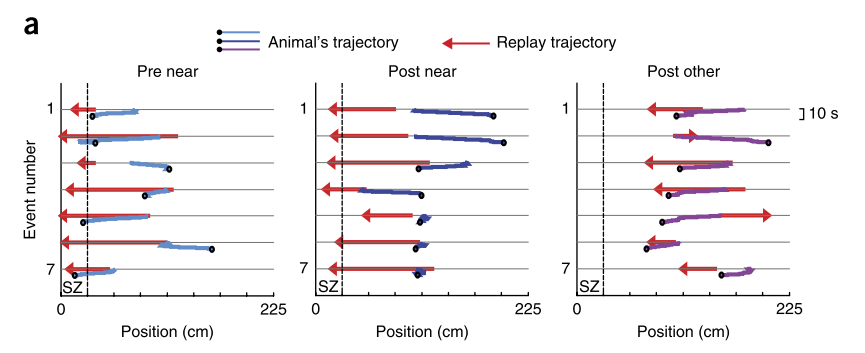 a
Animal's trajectory
Replay trajectory
Pre near
Post near
Post other
1
1
1
10 s
Event number
7
7
7
SZ
SZ
SZ
0
225
0
225
0
225
Position (cm)
Position (cm)
Position (cm)